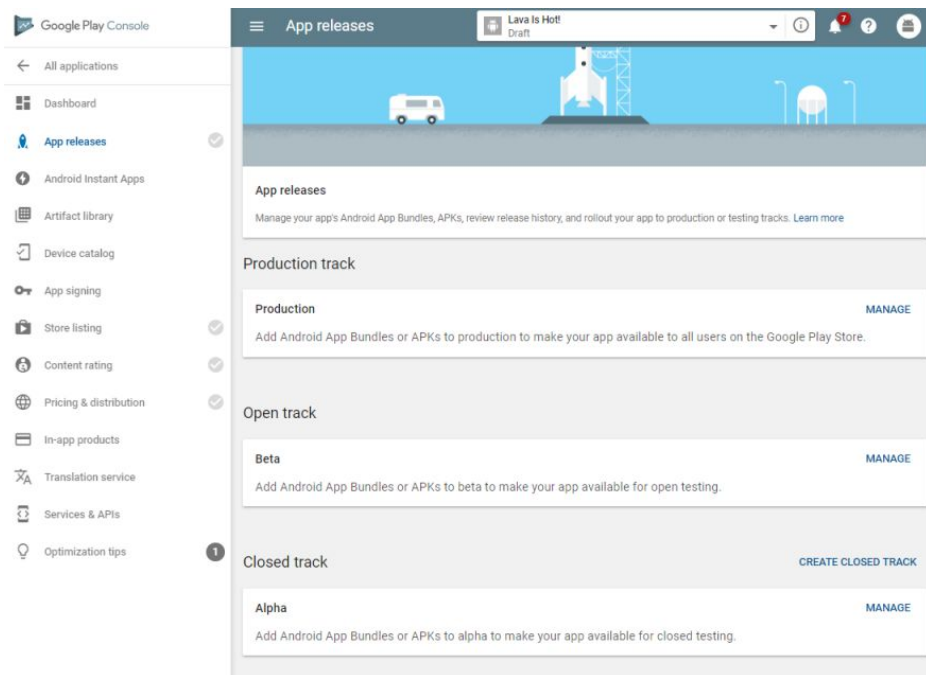 Google Play Console
All applications
Dashboard
App releases
Android Instant Apps
Artifact library
Device catalog
App signing
Store listing
Content rating
Pricing & distribution
In-app products
Translation service
Services & APIs
Optimization tips
1
App releases
Lava Is Hot!
Draft
7
App releases
Manage your app's Android App Bundles, APKs, review release history, and rollout your app to production or testing tracks. Learn more
Production track
Production
MANAGE
Add Android App Bundles or APKs to production to make your app available to all users on the Google Play Store.
Open track
Beta
MANAGE
Add Android App Bundles or APKs to beta to make your app available for open testing.
Closed track
CREATE CLOSED TRACK
Alpha
MANAGE
Add Android App Bundles or APKs to alpha to make your app available for closed testing.